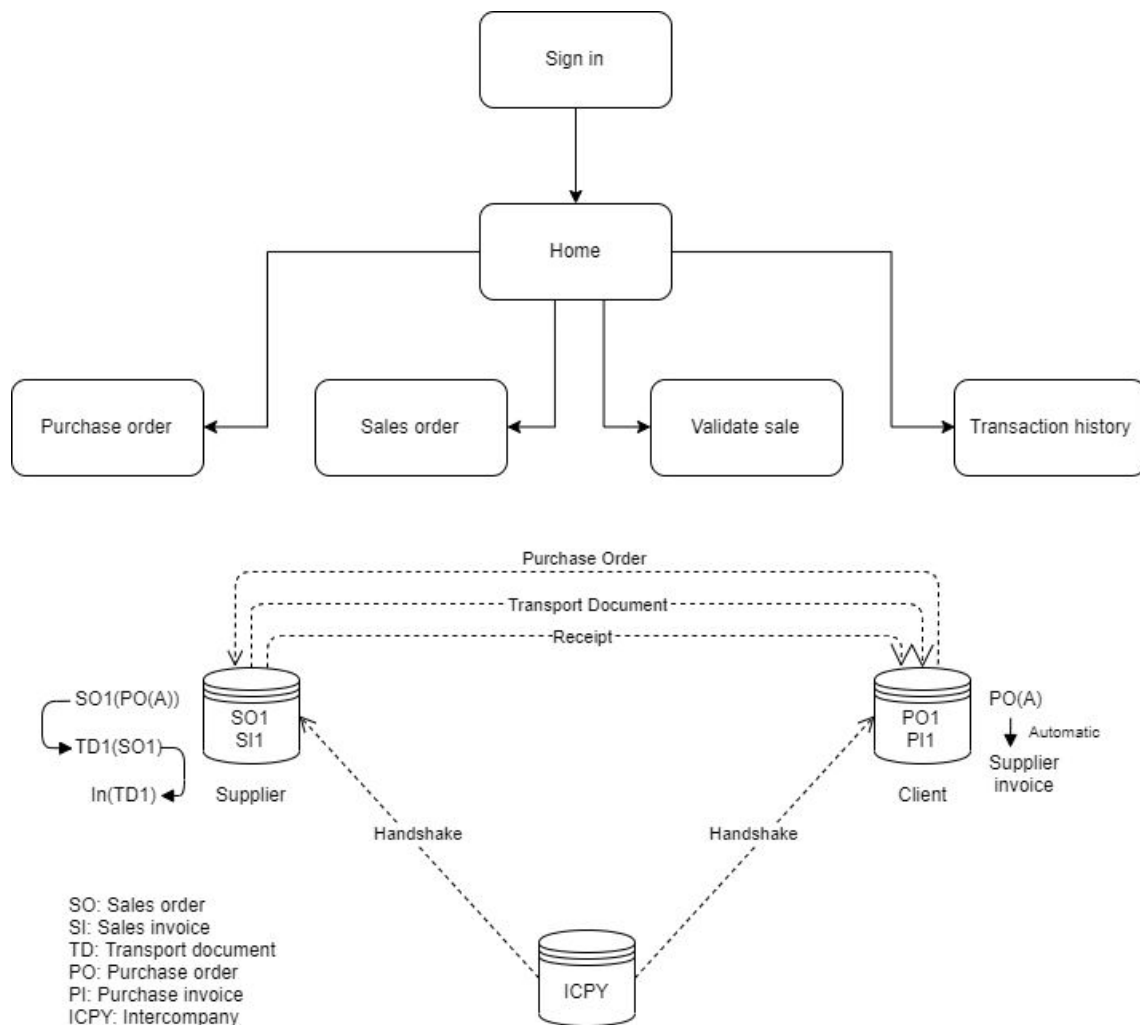 Sign in
Home
Purchase order
Sales order
Validate sale
Transaction history
Purchase Order
Transport Document
Receipt
SO1(PO(A))
TD1(SO1)
In(TD1)
SO1
SI1
Supplier
PO1
PI1
Client
PO(A)
Automatic
Supplier
invoice
Handshake
Handshake
SO: Sales order
SI: Sales invoice
TD: Transport document
PO: Purchase order
PI: Purchase invoice
ICPY: Intercompany
ICPY